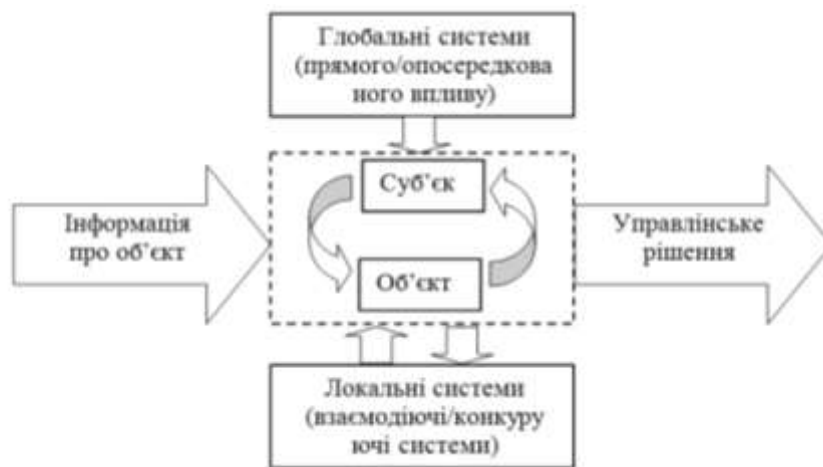 Глобальні системи
(прямого/опосередкова
ного впливу)
Суб’єк
Інформація
про об’єкт
Управлінське
рішення
Об’єкт
Локальні системи
(взаємодіючі/конкуру
ючі системи)